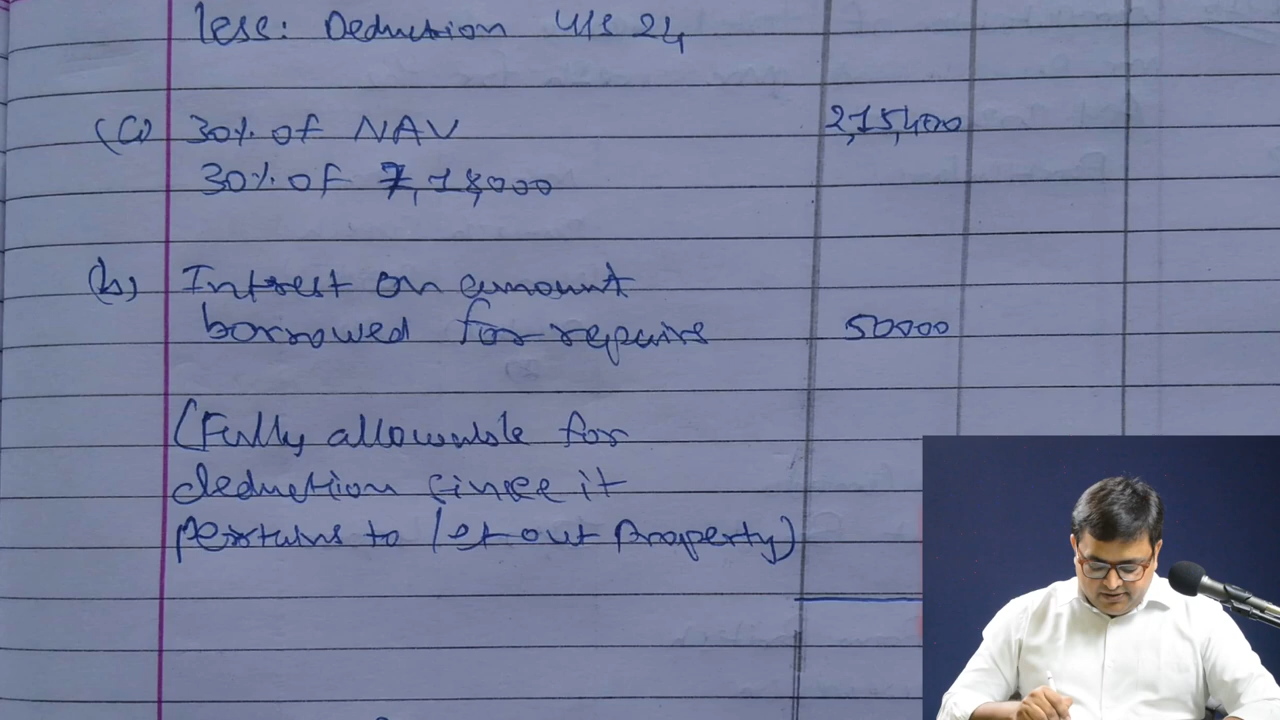 less: Deduction U/s 24
(a) 30% of NAV 2,15,400
30% of 7,18,000
(b) Intrest on amount
borrowed for repairs 50000
(Fully allowable for
deduction since it
pertains to let out Property)